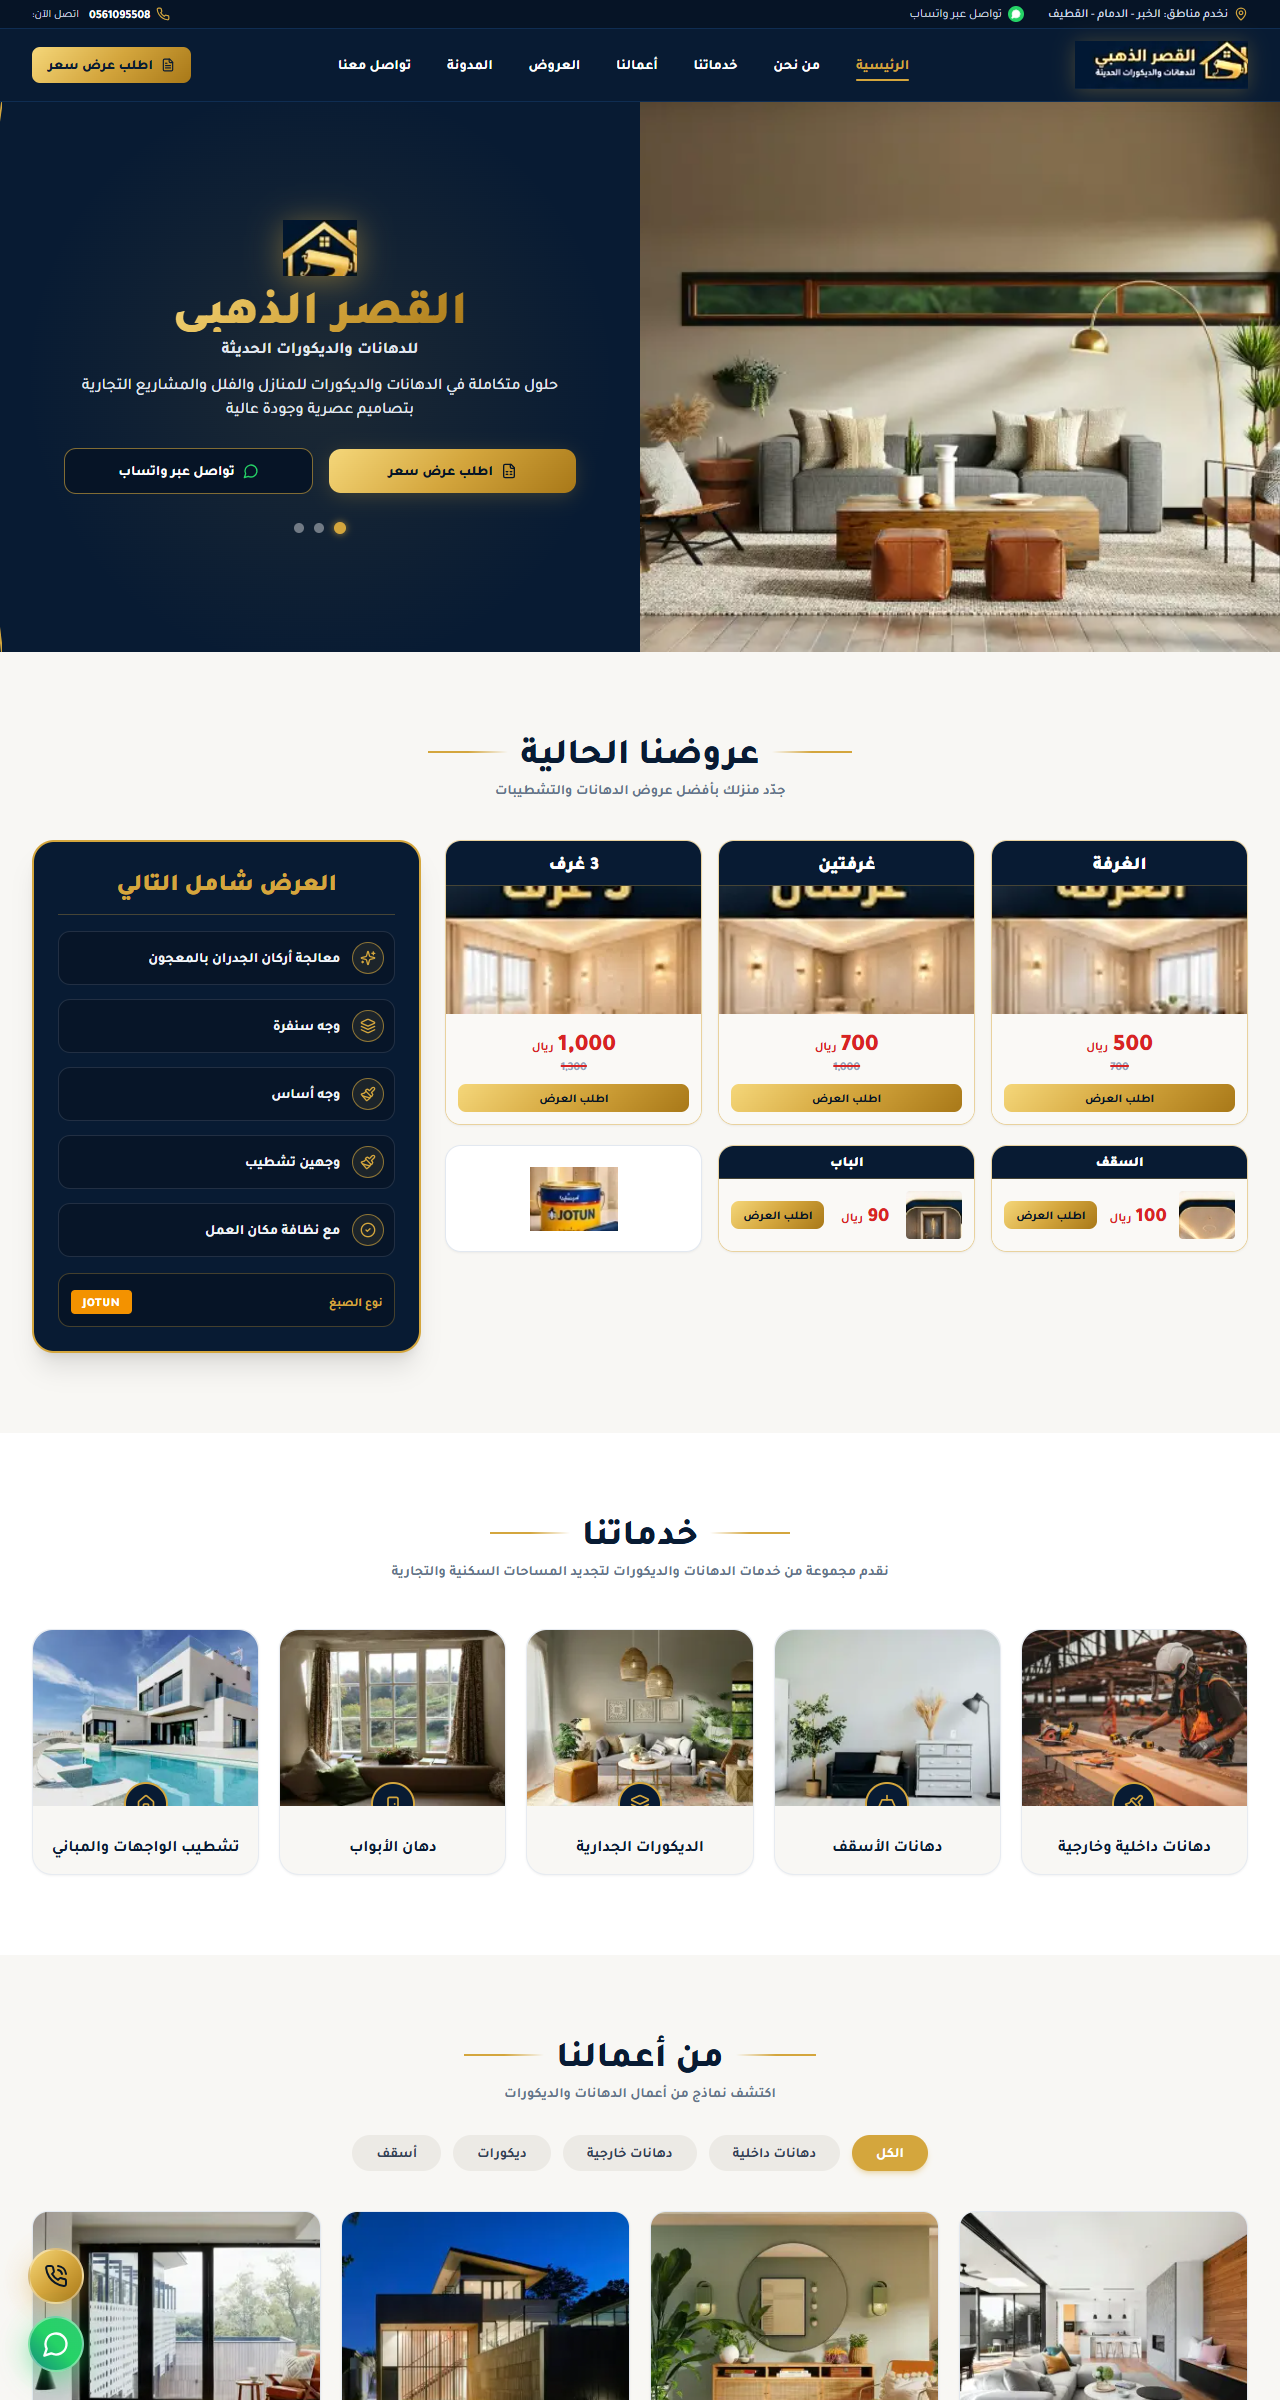 نخدم مناطق: الخبر - الدمام - القطيف
تواصل عبر واتساب
0561095508
اتصل الآن:
القصر الذهبي
للدهانات والديكورات الحديثة
الرئيسية
من نحن
خدماتنا
أعمالنا
العروض
المدونة
تواصل معنا
اطلب عرض سعر
القصر الذهبي
للدهانات والديكورات الحديثة
حلول متكاملة في الدهانات والديكورات للمنازل والفلل والمشاريع التجارية
بتصاميم عصرية وجودة عالية
اطلب عرض سعر
تواصل عبر واتساب
عروضنا الحالية
جدّد منزلك بأفضل عروض الدهانات والتشطيبات
الغرفة
الغرفة
500 ريال
700
اطلب العرض
غرفتين
غرفتان
700 ريال
1,000
اطلب العرض
3 غرف
3 غرف
1,000 ريال
1,300
اطلب العرض
السقف
100 ريال
اطلب العرض
الباب
90 ريال
اطلب العرض
JOTUN
العرض شامل التالي
معالجة أركان الجدران بالمعجون
وجه سنفرة
وجه أساس
وجهين تشطيب
مع نظافة مكان العمل
نوع الصبغ
JOTUN
خدماتنا
نقدم مجموعة من خدمات الدهانات والديكورات لتجديد المساحات السكنية والتجارية
دهانات داخلية وخارجية
دهانات الأسقف
الديكورات الجدارية
دهان الأبواب
تشطيب الواجهات والمباني
من أعمالنا
اكتشف نماذج من أعمال الدهانات والديكورات
الكل
دهانات داخلية
دهانات خارجية
ديكورات
أسقف